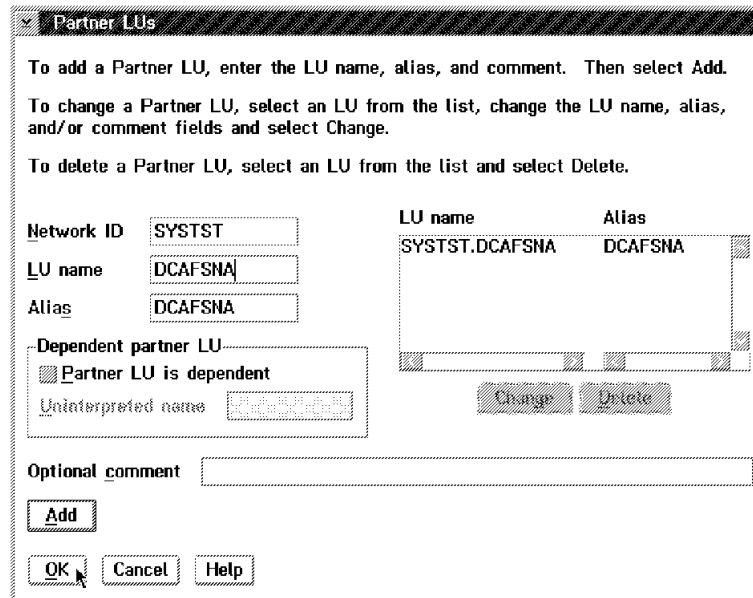 Partner LUs
To add a Partner LU, enter the LU name, alias, and comment. Then select Add.
To change a Partner LU, select an LU from the list, change the LU name, alias,
and/or comment fields and select Change.
To delete a Partner LU, select an LU from the list and select Delete.
Network ID SYSTST
LU name DCAFSNA
Alias DCAFSNA
LU name Alias
SYSTST.DCAFSNA DCAFSNA
Dependent partner LU
Partner LU is dependent
Uninterpreted name
Change Delete
Optional comment
Add
OK Cancel Help